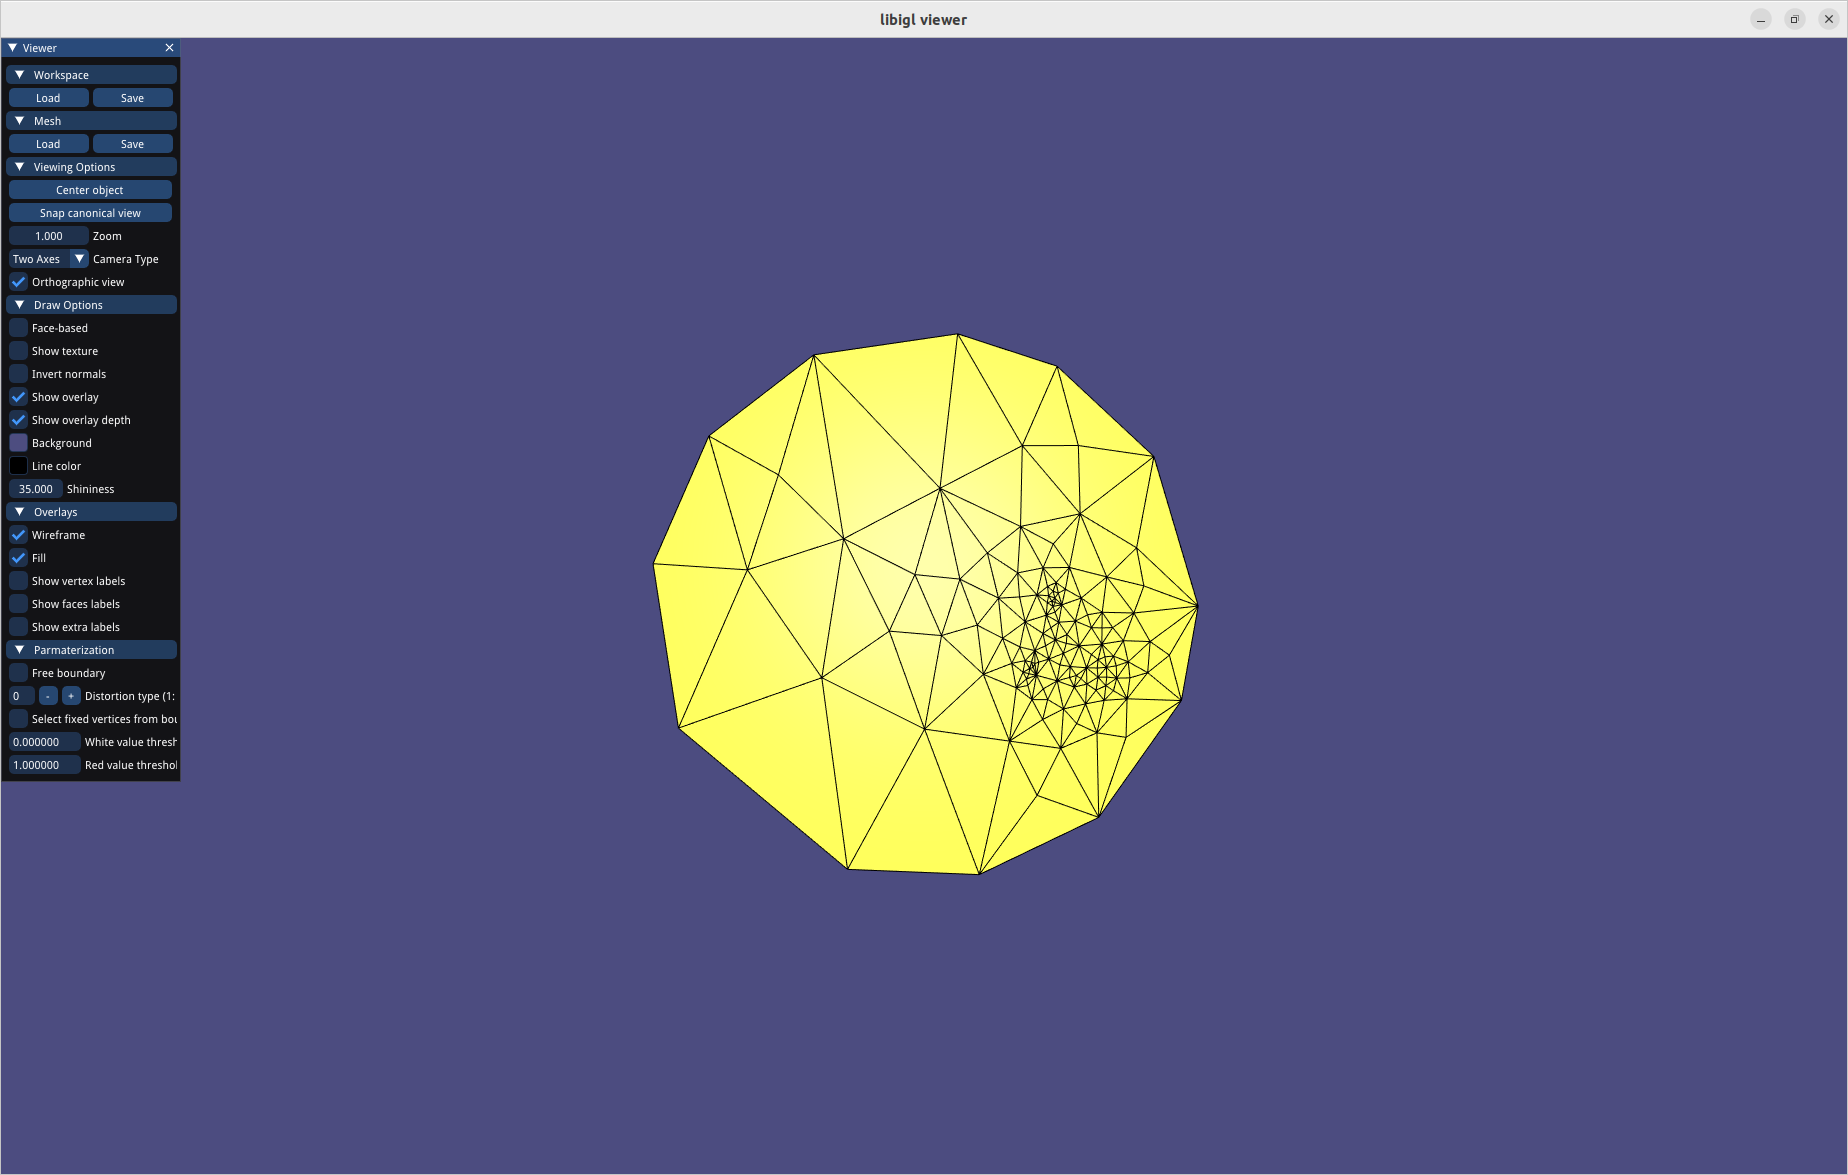 libigl viewer
Viewer
Workspace
Load Save
Mesh
Load Save
Viewing Options
Center object
Snap canonical view
1.000 Zoom
Two Axes Camera Type
Orthographic view
Draw Options
Face-based
Show texture
Invert normals
Show overlay
Show overlay depth
Background
Line color
35.000 Shininess
Overlays
Wireframe
Fill
Show vertex labels
Show faces labels
Show extra labels
Parmaterization
Free boundary
0 - + Distortion type (1:
Select fixed vertices from bou
0.000000 White value thresh
1.000000 Red value threshol